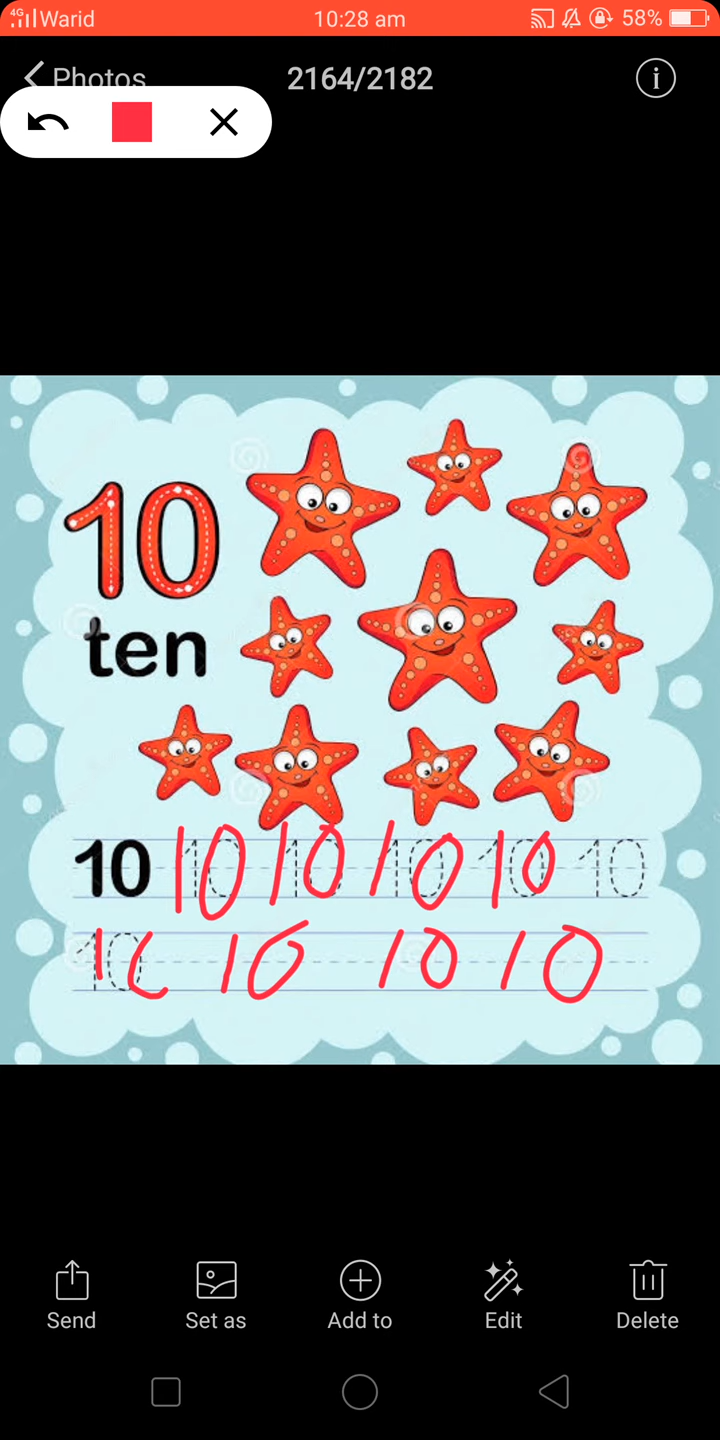 4G Warid 10:28 am 58%
Photos 2164/2182
10
ten
10 10 10 10 10 10
10 10 10 10
Send Set as Add to Edit Delete